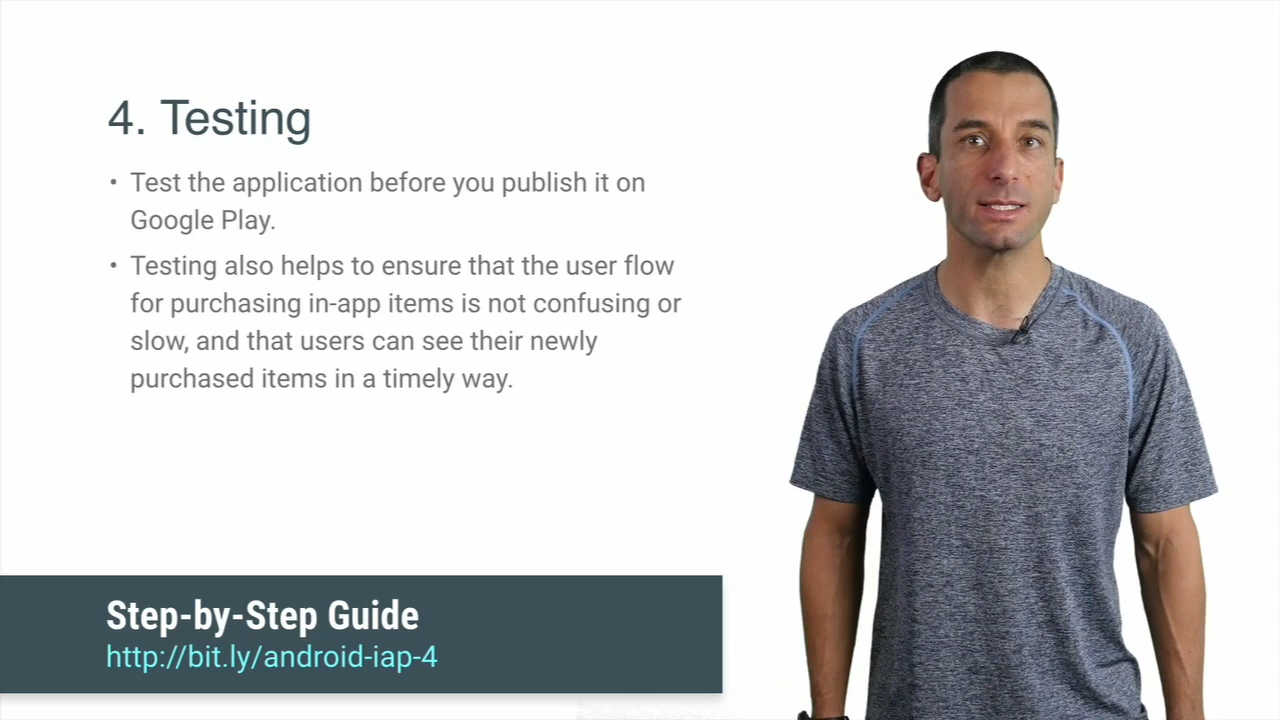 4. Testing
• Test the application before you publish it on
Google Play.
• Testing also helps to ensure that the user flow
for purchasing in-app items is not confusing or
slow, and that users can see their newly
purchased items in a timely way.
Step-by-Step Guide
http://bit.ly/android-iap-4